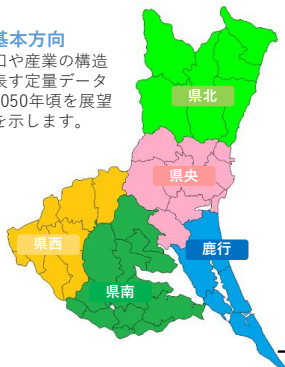 基本方向
口や産業の構造
表す定量データ
2050年頃を展望
を示します。
県北
県央
県西
鹿行
県南